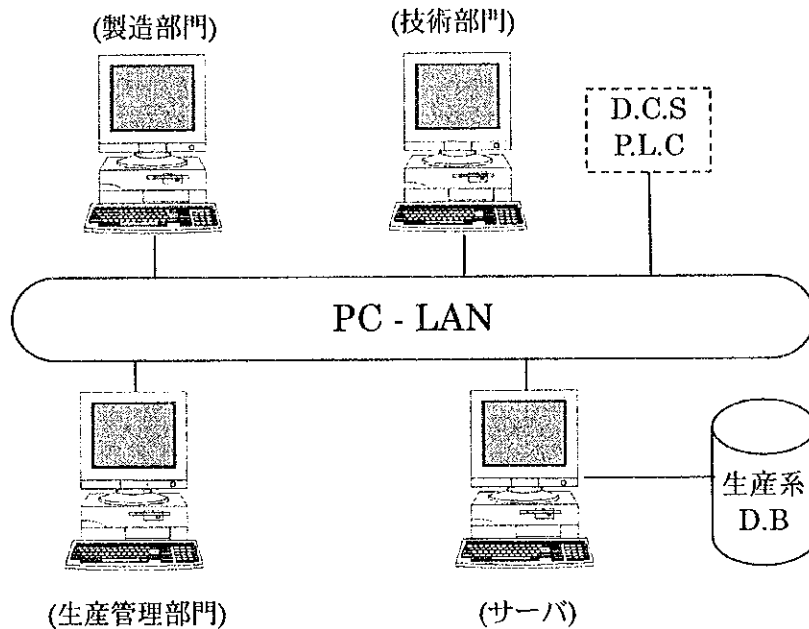 (製造部門)
(技術部門)
D.C.S
P.L.C
PC - LAN
生産系
D.B
(生産管理部門)
(サーバ)